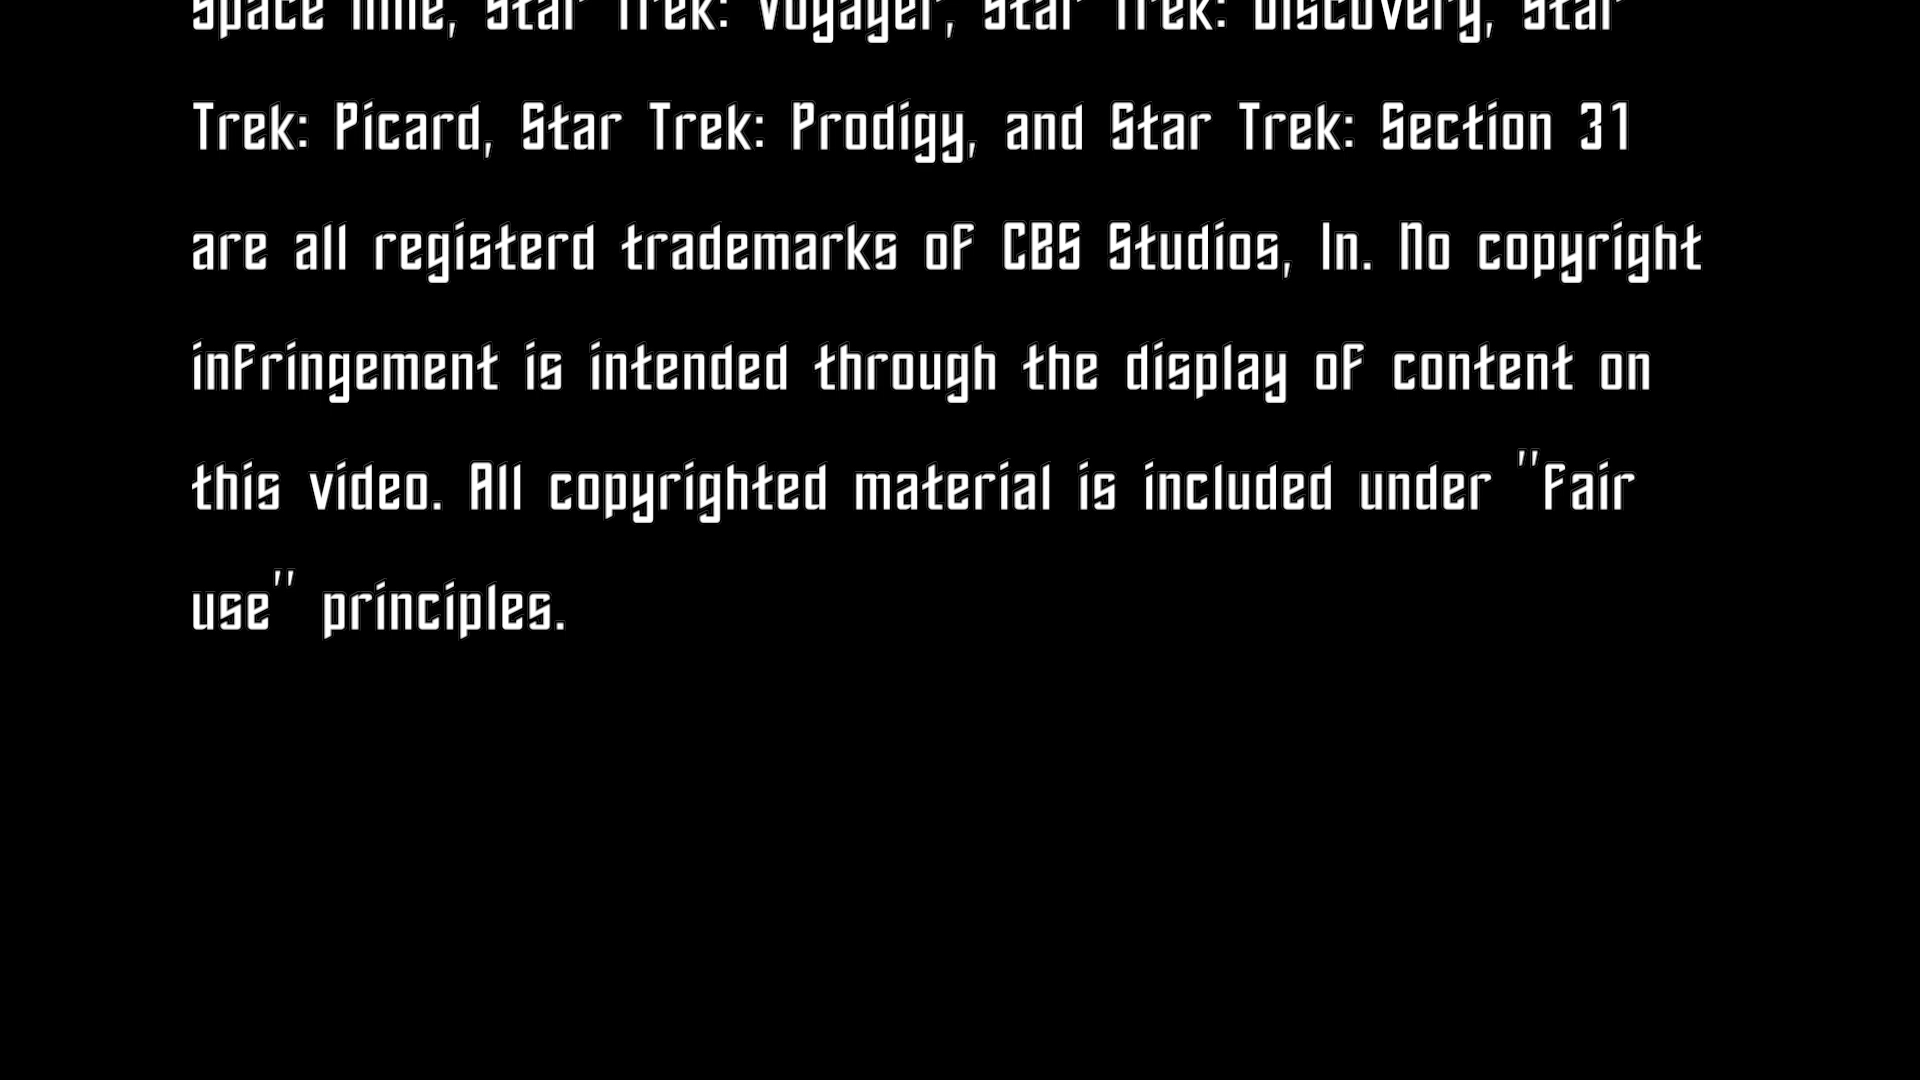 Space Nine, Star Trek: Voyager, Star Trek: Discovery, Star
Trek: Picard, Star Trek: Prodigy, and Star Trek: Section 31
are all registerd trademarks of CBS Studios, In. No copyright
infringement is intended through the display of content on
this video. All copyrighted material is included under "Fair
use" principles.